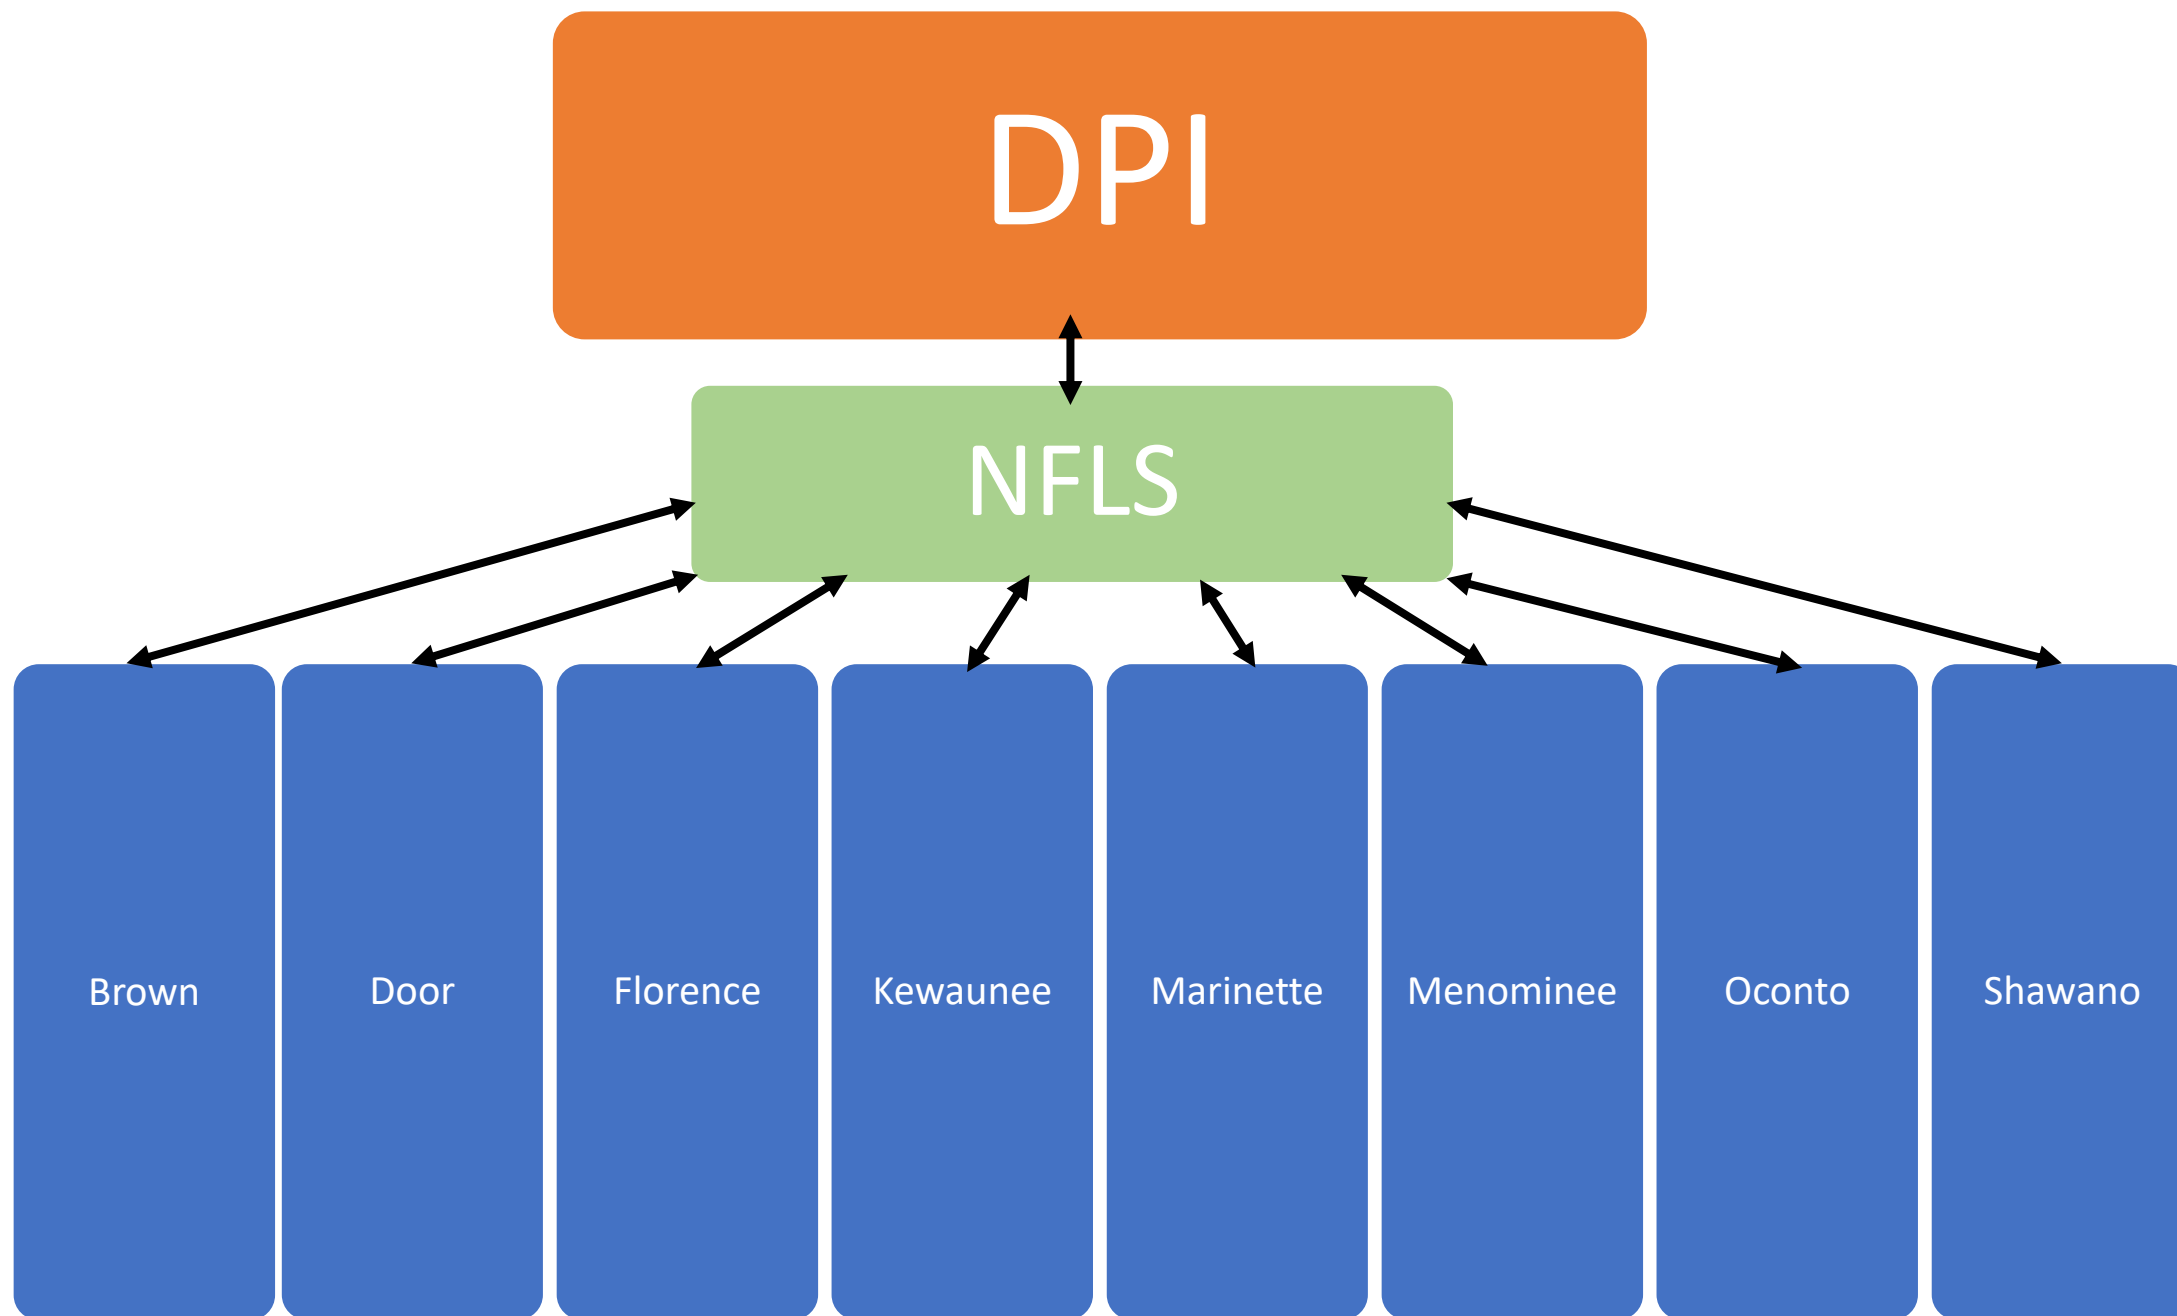 DPI
NFLS
Brown
Door
Florence
Kewaunee
Marinette
Menominee
Oconto
Shawano